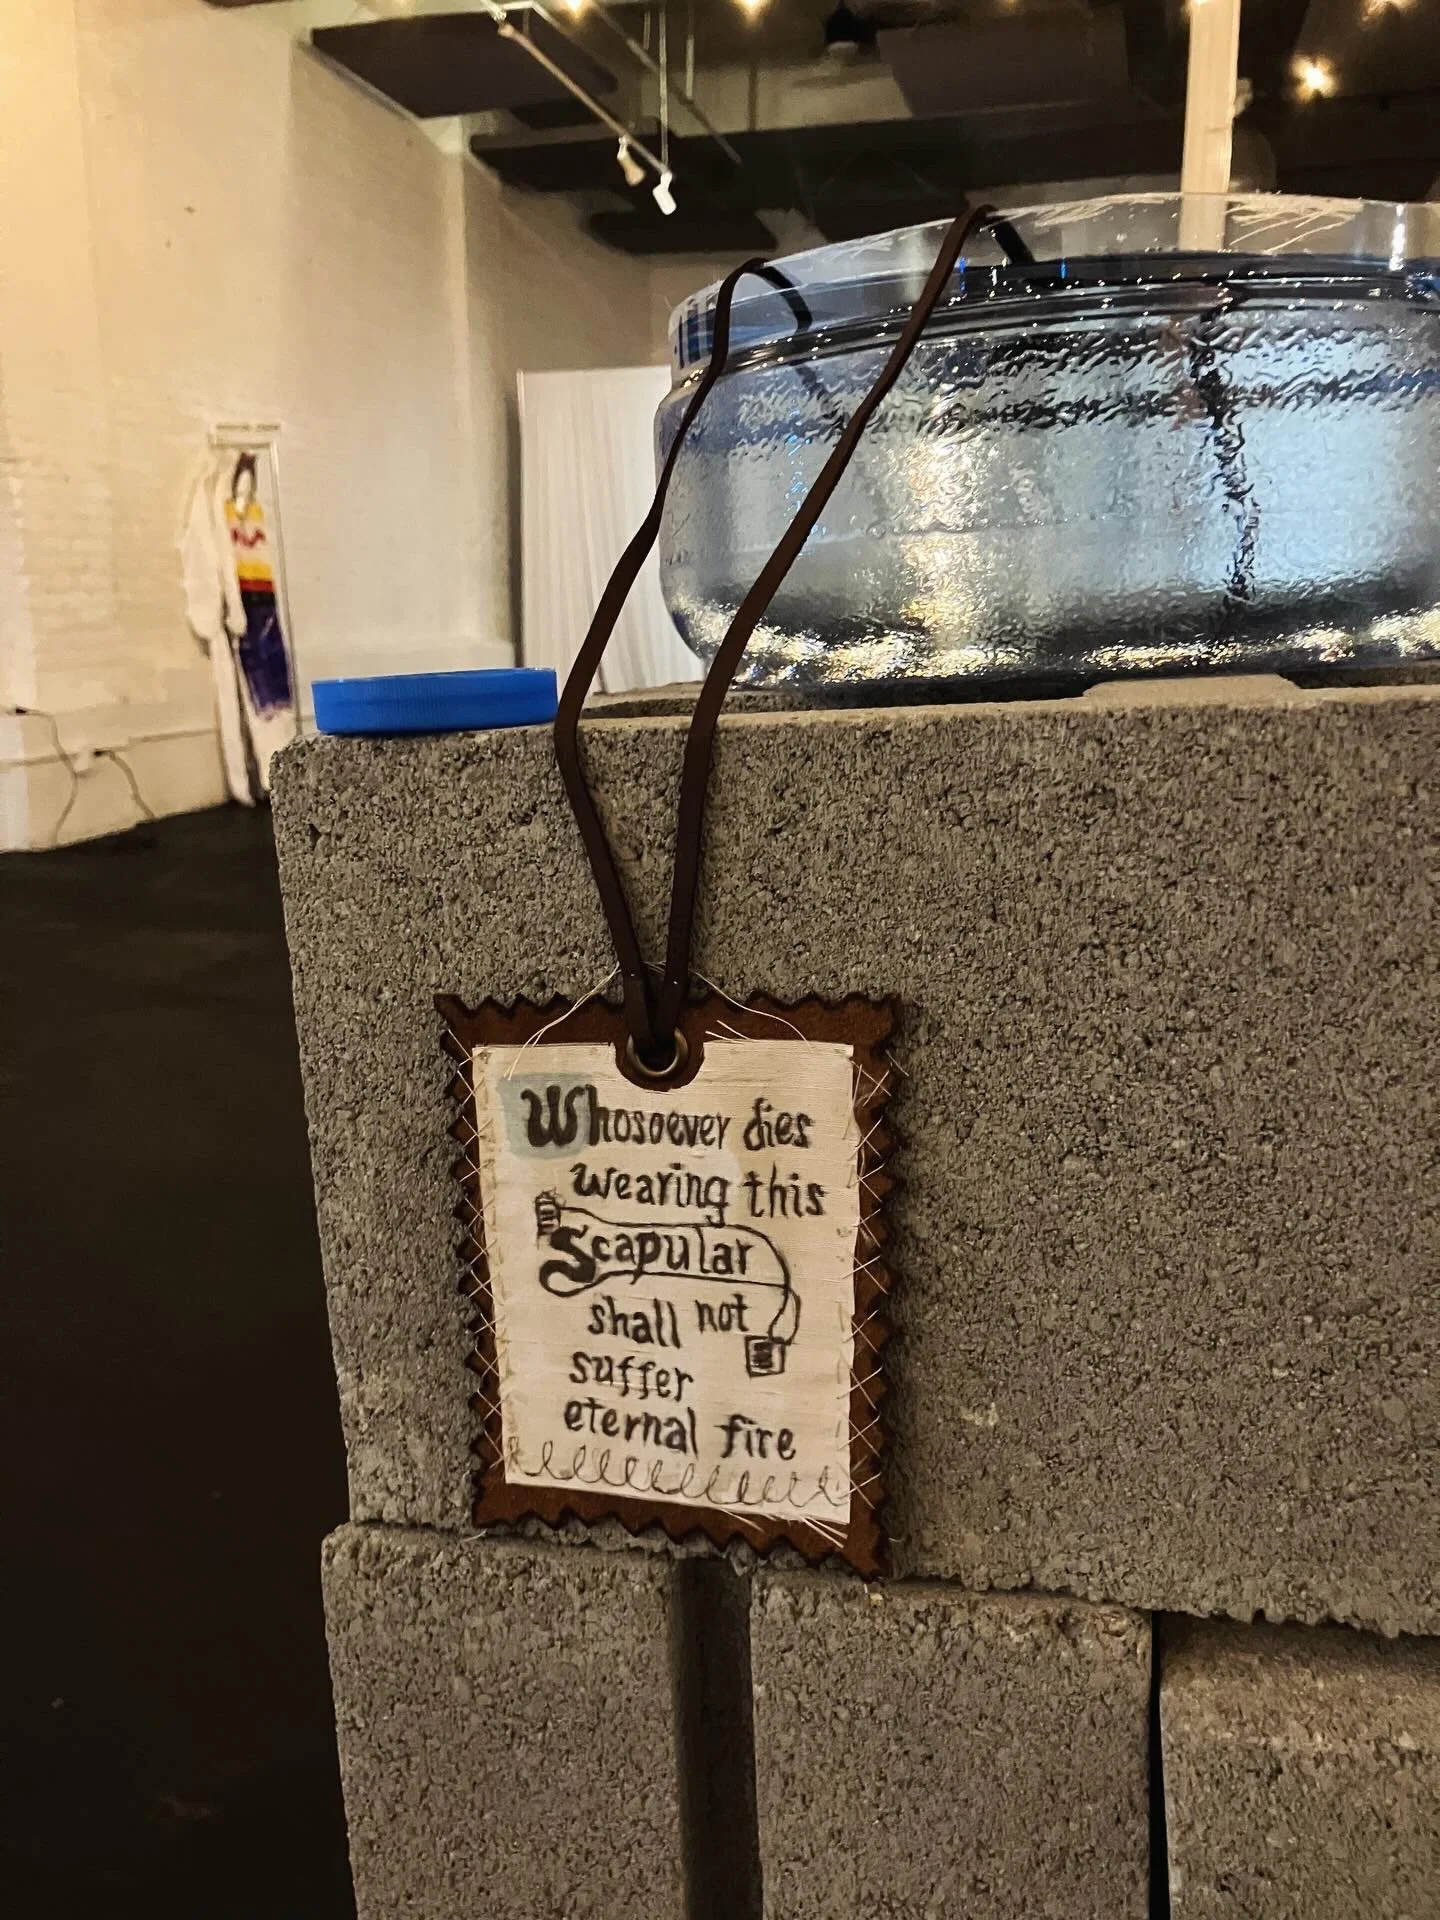 Whosoever dies
wearing this
Scapular
shall not
suffer
eternal fire